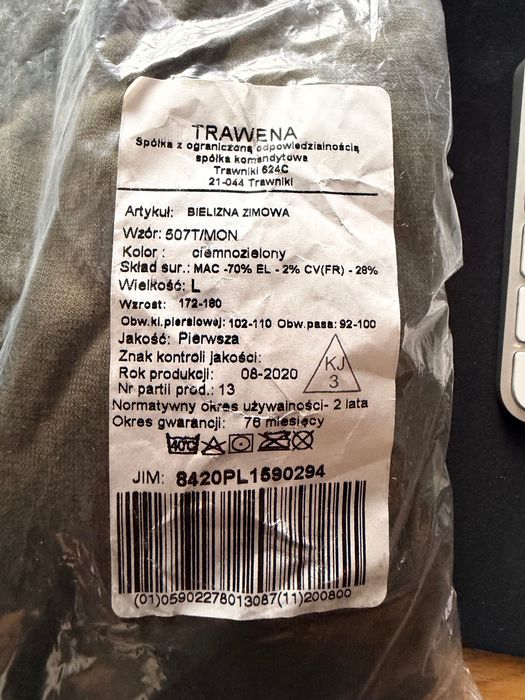 TRAWENA
Spółka z ograniczoną odpowiedzialnością
spółka komandytowa
Trawniki 624C
21-044 Trawniki
Artykuł: BIELIZNA ZIMOWA
Wzór: 507T/MON
Kolor : ciemnozielony
Skład sur.: MAC -70% EL - 2% CV(FR) - 28%
Wielkość: L
Wzrost: 172-180
Obw.kl.piersiowej: 102-110 Obw.pasa: 92-100
Jakość: Pierwsza
Znak kontroli jakości:
KJ
3
Rok produkcji: 08-2020
Nr partii prod.: 13
Normatywny okres używalności- 2 lata
Okres gwarancji: 76 miesięcy
40°C
JIM: 8420PL1590294
(01)05902278013087(11)200800